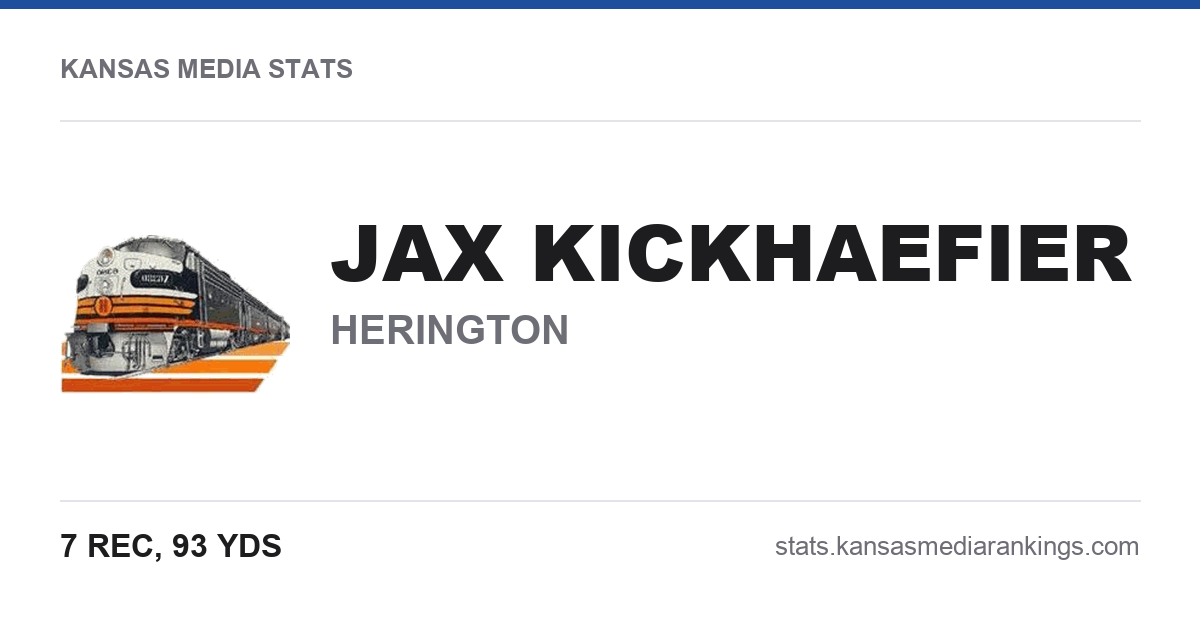 KANSAS MEDIA STATS
JAX KICKHAEFIER
HERINGTON
7 REC, 93 YDS
stats.kansasmediarankings.com